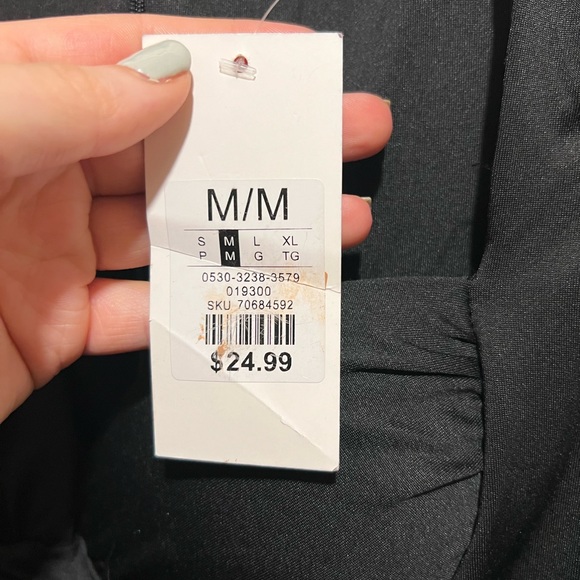 M/M
S M L XL
P M G TG
0530-3238-3579
019300
SKU 70684592
$24.99